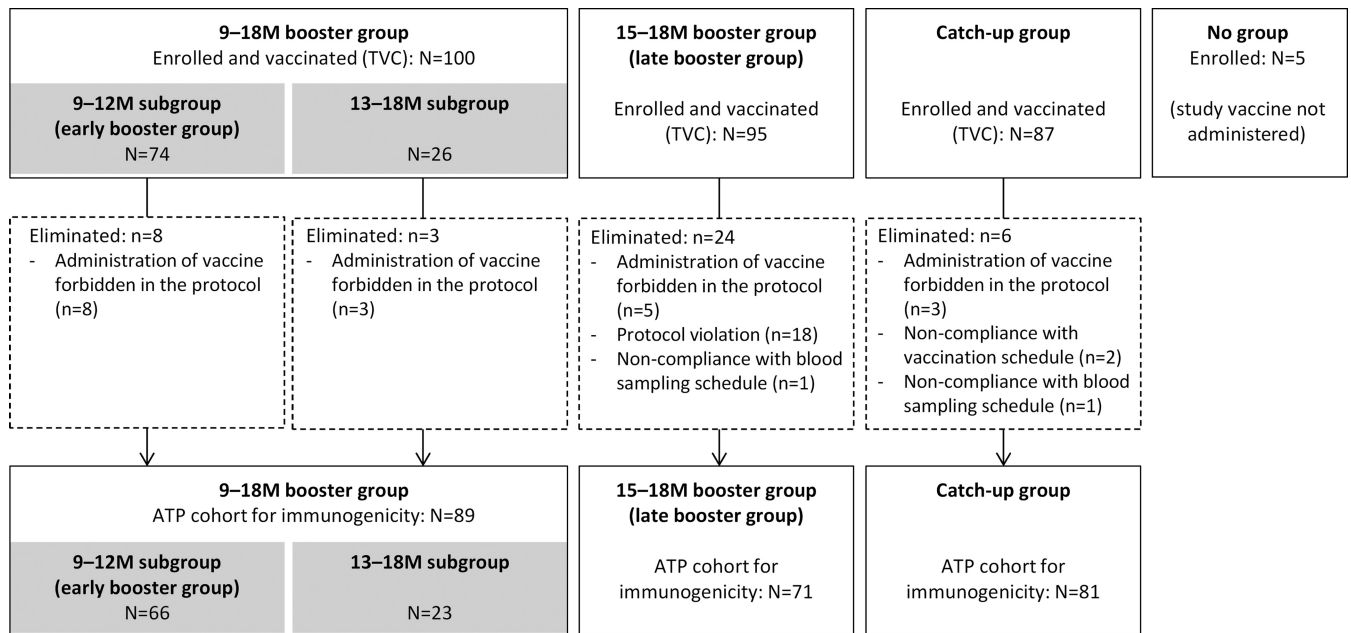 9–18M booster group
Enrolled and vaccinated (TVC): N=100
9–12M subgroup
(early booster group)
N=74
13–18M subgroup
N=26
15–18M booster group
(late booster group)
Enrolled and vaccinated
(TVC): N=95
Catch-up group
Enrolled and vaccinated
(TVC): N=87
No group
Enrolled: N=5
(study vaccine not
administered)
Eliminated: n=8
- Administration of vaccine
forbidden in the protocol
(n=8)
Eliminated: n=3
- Administration of vaccine
forbidden in the protocol
(n=3)
Eliminated: n=24
- Administration of vaccine
forbidden in the protocol
(n=5)
- Protocol violation (n=18)
- Non-compliance with blood
sampling schedule (n=1)
Eliminated: n=6
- Administration of vaccine
forbidden in the protocol
(n=3)
- Non-compliance with
vaccination schedule (n=2)
- Non-compliance with blood
sampling schedule (n=1)
9–18M booster group
ATP cohort for immunogenicity: N=89
9–12M subgroup
(early booster group)
N=66
13–18M subgroup
N=23
15–18M booster group
(late booster group)
ATP cohort for
immunogenicity: N=71
Catch-up group
ATP cohort for
immunogenicity: N=81